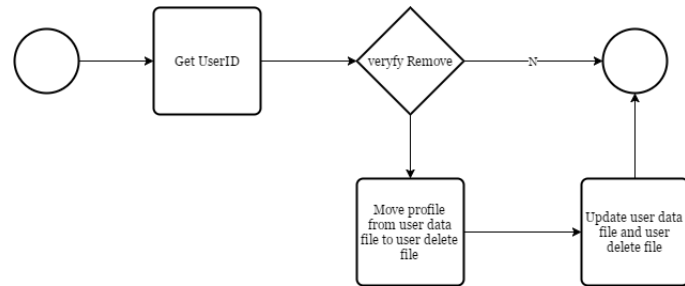 Get UserID
veryfy Remove
N
Move profile
from user data
file to user delete
file
Update user data
file and user
delete file